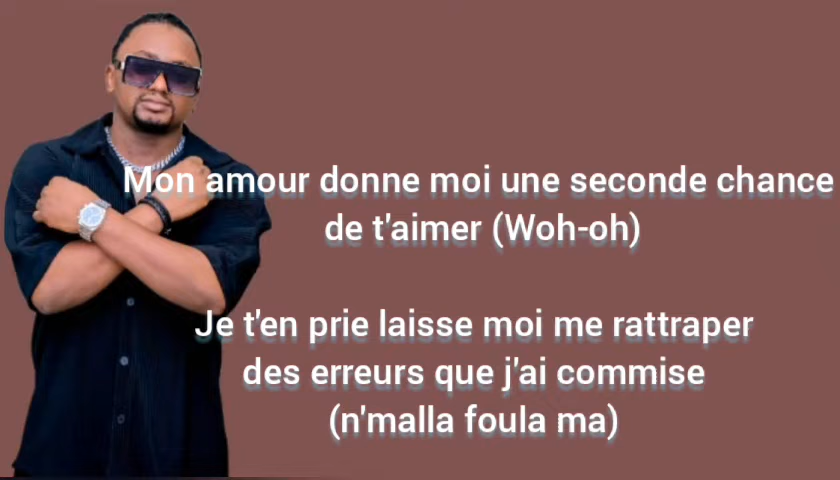 Mon amour donne moi une seconde chance
de t'aimer (Woh-oh)
Je t'en prie laisse moi me rattraper
des erreurs que j'ai commise
(n'malla foula ma)